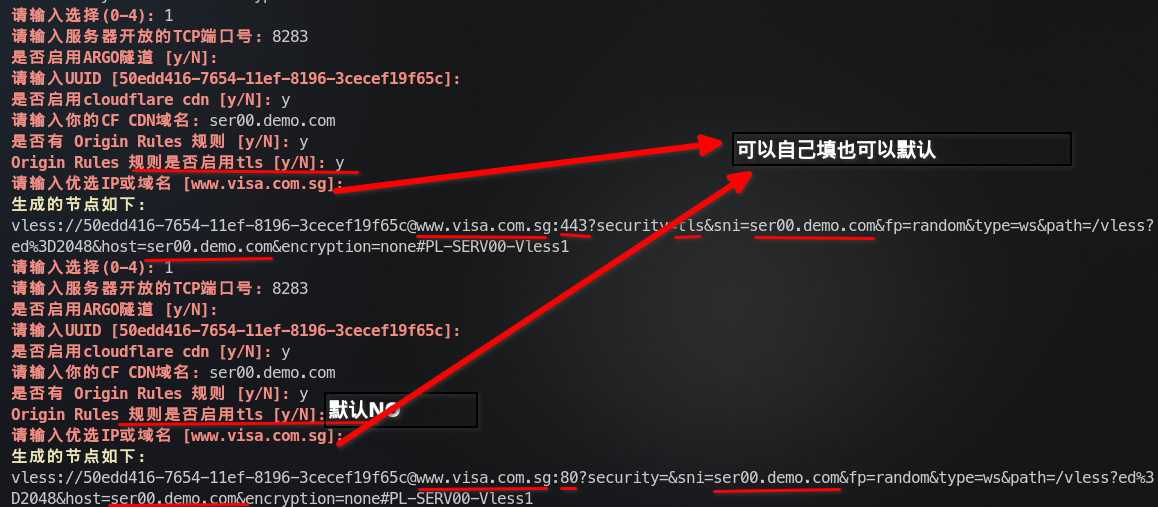 请输入选择(0-4): 1
请输入服务器开放的TCP端口号: 8283
是否启用ARGO隧道 [y/N]:
请输入UUID [50edd416-7654-11ef-8196-3cecef19f65c]:
是否启用cloudflare cdn [y/N]: y
请输入你的CF CDN域名: ser00.demo.com
是否有 Origin Rules 规则 [y/N]: y
可以自己填也可以默认
Origin Rules 规则是否启用tls [y/N]: y
请输入优选IP或域名 [www.visa.com.sg]:
生成的节点如下:
vless://50edd416-7654-11ef-8196-3cecef19f65c@www.visa.com.sg:443?security=tls&sni=ser00.demo.com&fp=random&type=ws&path=/vless?
ed%3D2048&host=ser00.demo.com&encryption=none#PL-SERV00-Vless1
请输入选择(0-4): 1
请输入服务器开放的TCP端口号: 8283
是否启用ARGO隧道 [y/N]:
请输入UUID [50edd416-7654-11ef-8196-3cecef19f65c]:
是否启用cloudflare cdn [y/N]: y
请输入你的CF CDN域名: ser00.demo.com
是否有 Origin Rules 规则 [y/N]: y
Origin Rules 规则是否启用tls [y/N]: 默认NO
请输入优选IP或域名 [www.visa.com.sg]:
生成的节点如下:
vless://50edd416-7654-11ef-8196-3cecef19f65c@www.visa.com.sg:80?security=&sni=ser00.demo.com&fp=random&type=ws&path=/vless?ed%3
D2048&host=ser00.demo.com&encryption=none#PL-SERV00-Vless1